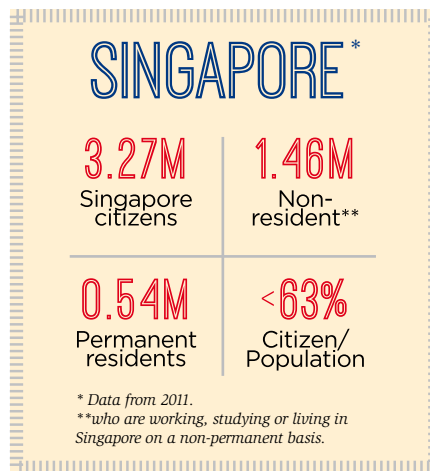 SINGAPORE*
3.27M
Singapore
citizens
1.46M
Non-
resident**
0.54M
Permanent
residents
<63%
Citizen/
Population
* Data from 2011.
**who are working, studying or living in
Singapore on a non-permanent basis.